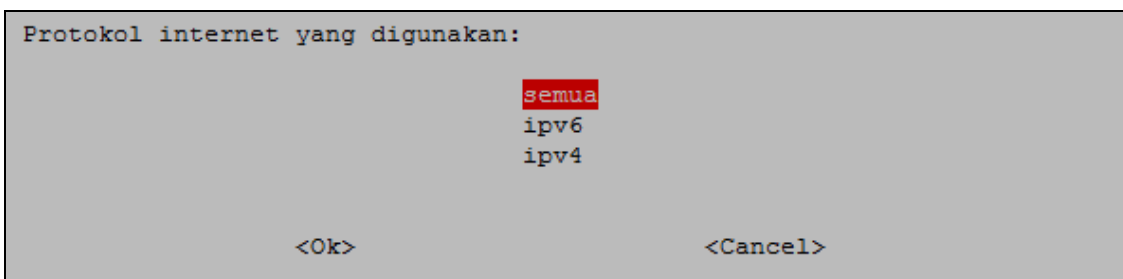 Protokol internet yang digunakan:
semua
ipv6
ipv4
<Ok> <Cancel>